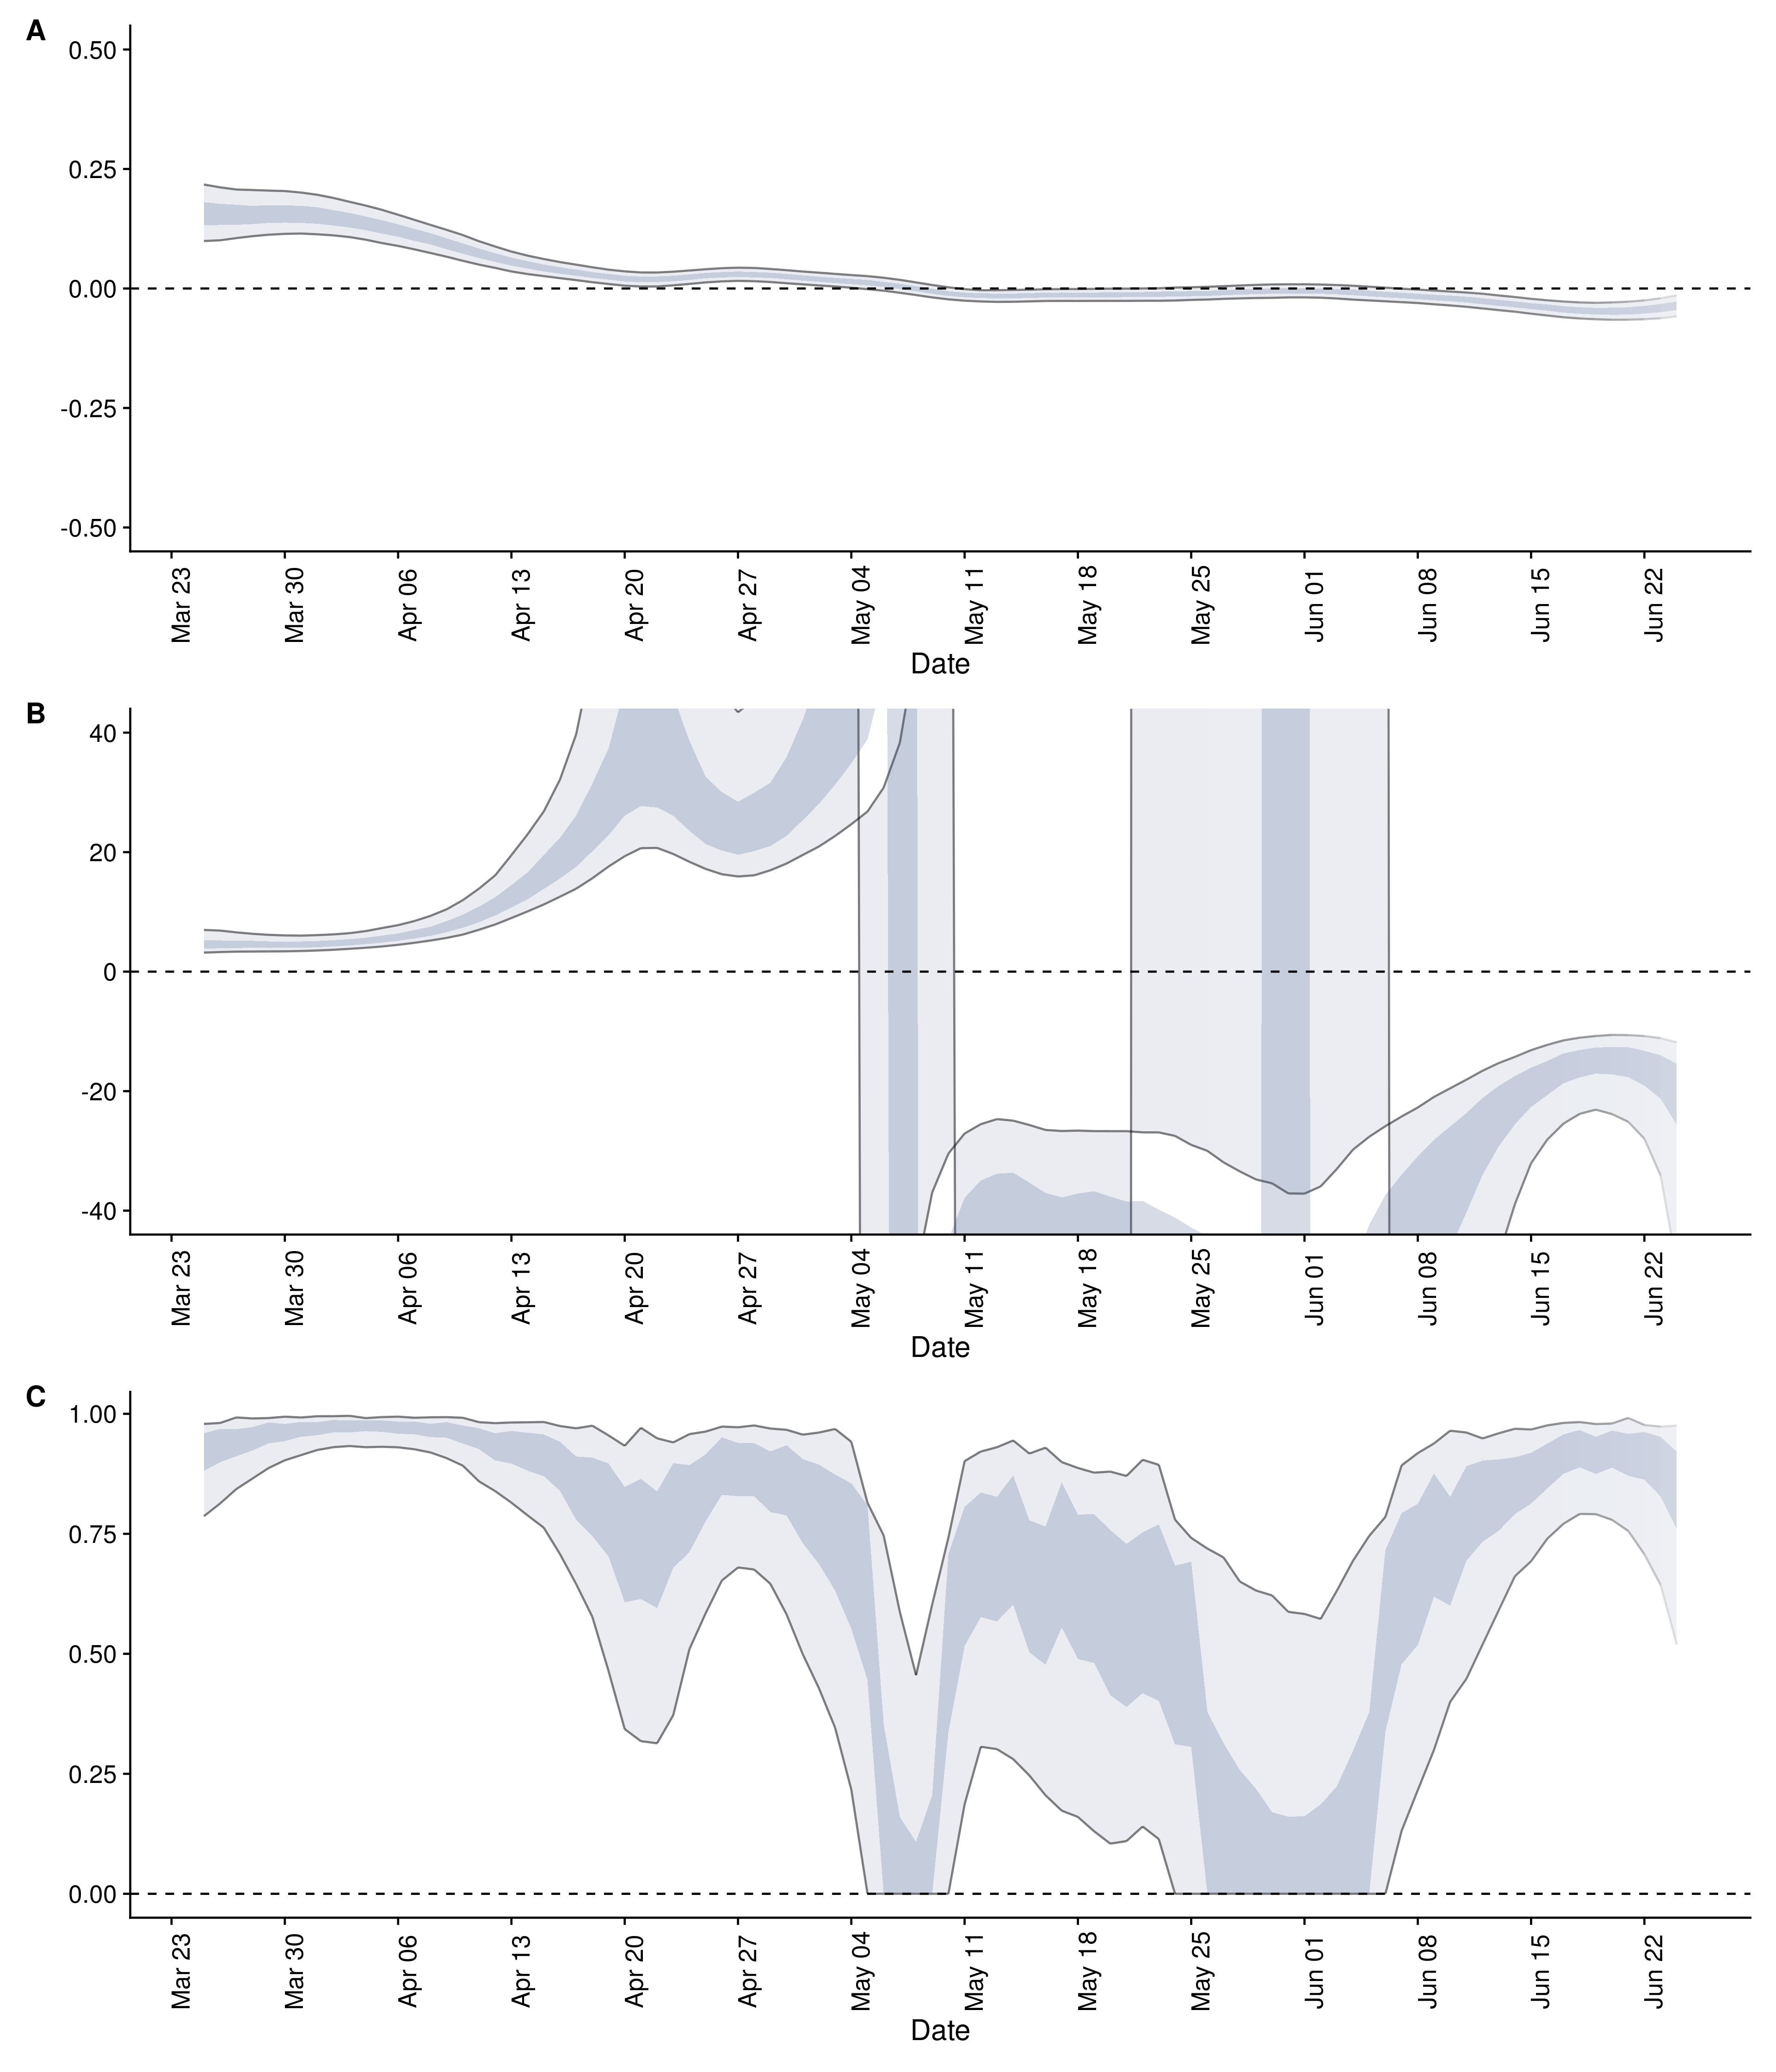 A
0.50
0.25
0.00
-0.25
-0.50
Mar 23
Mar 30
Apr 06
Apr 13
Apr 20
Apr 27
May 04
May 11
May 18
May 25
Jun 01
Jun 08
Jun 15
Jun 22
Date
B
40
20
0
-20
-40
Mar 23
Mar 30
Apr 06
Apr 13
Apr 20
Apr 27
May 04
May 11
May 18
May 25
Jun 01
Jun 08
Jun 15
Jun 22
Date
C
1.00
0.75
0.50
0.25
0.00
Mar 23
Mar 30
Apr 06
Apr 13
Apr 20
Apr 27
May 04
May 11
May 18
May 25
Jun 01
Jun 08
Jun 15
Jun 22
Date